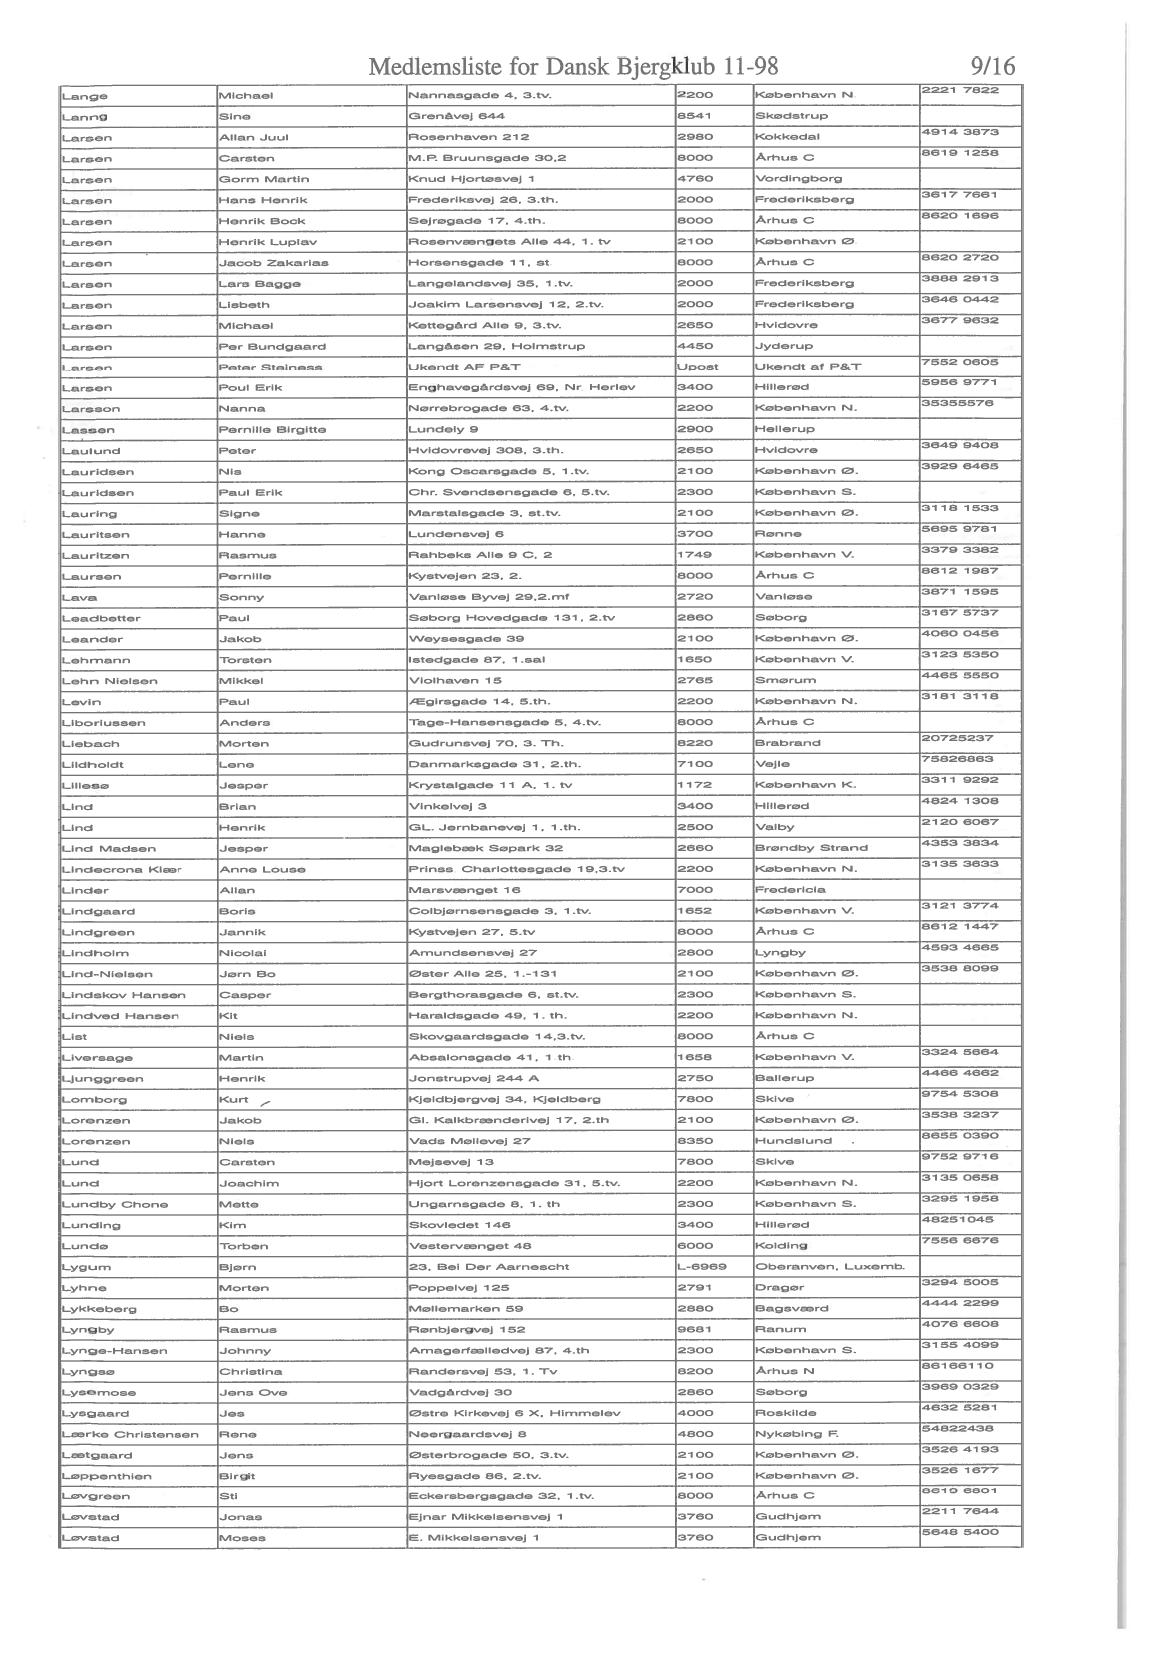 Medlemsliste for Dansk Bjergklub 11-98 9/16
Lange Michael Nannasgade 4, 3.tv. 2200 København N 2221 7822
Lanng Sine Grenåvej 644 8541 Skødstrup
Larsen Allan Juul Rosenhaven 212 2980 Kokkedal 4914 3873
Larsen Carsten M.P. Bruunsgade 30,2 8000 Århus C 8619 1258
Larsen Gorm Martin Knud Hjortøsvej 1 4760 Vordingborg
Larsen Hans Henrik Frederiksvej 26, 3.th. 2000 Frederiksberg 3617 7661
Larsen Henrik Bock Sejrøgade 17, 4.th. 8000 Århus C 8620 1696
Larsen Henrik Luplav Rosenvængets Alle 44, 1. tv 2100 København Ø
Larsen Jacob Zakarias Horsensgade 11, st 8000 Århus C 8620 2720
Larsen Lars Bagge Langelandsvej 35, 1.tv. 2000 Frederiksberg 3888 2913
Larsen Lisbeth Joakim Larsensvej 12, 2.tv. 2000 Frederiksberg 3646 0442
Larsen Michael Kettegård Alle 9, 3.tv. 2650 Hvidovre 3677 9632
Larsen Per Bundgaard Langåsen 29, Holmstrup 4450 Jyderup
Larsen Peter Stainess Ukendt AF P&T Upost Ukendt af P&T 7552 0605
Larsen Poul Erik Enghavegårdsvej 69, Nr Herlev 3400 Hillerød 5956 9771
Larsson Nanna Nørrebrogade 63, 4.tv. 2200 København N. 35355576
Lassen Pernille Birgitte Lundely 9 2900 Hellerup
Laulund Peter Hvidovrevej 308, 3.th. 2650 Hvidovre 3649 9408
Lauridsen Nis Kong Oscarsgade 5, 1.tv. 2100 København Ø. 3929 6465
Lauridsen Paul Erik Chr. Svendsensgade 6, 5.tv. 2300 København S.
Lauring Signe Marstalsgade 3, st.tv. 2100 København Ø. 3118 1533
Lauritsen Hanne Lundensvej 6 3700 Rønne 5695 9781
Lauritzen Rasmus Rahbeks Alle 9 C, 2 1749 København V. 3379 3382
Laursen Pernille Kystvejen 23, 2. 8000 Århus C 8612 1987
Lava Sonny Vanløse Byvej 29,2.mf 2720 Vanløse 3871 1595
Leadbetter Paul Søborg Hovedgade 131, 2.tv 2860 Søborg 3167 5737
Leander Jakob Weysesgade 39 2100 København Ø. 4060 0456
Lehmann Torsten Istedgade 87, 1.sal 1650 København V. 3123 5350
Lehn Nielsen Mikkel Violhaven 15 2765 Smørum 4465 5550
Levin Paul Ægirsgade 14, 5.th. 2200 København N. 3181 3118
Liboriussen Anders Tage-Hansensgade 5, 4.tv. 8000 Århus C
Liebach Morten Gudrunsvej 70, 3. Th. 8220 Brabrand 20725237
Lildholdt Lene Danmarksgade 31, 2.th. 7100 Vejle 75826863
Lillesø Jesper Krystalgade 11 A, 1. tv 1172 København K. 3311 9292
Lind Brian Vinkelvej 3 3400 Hillerød 4824 1308
Lind Henrik GL. Jernbanevej 1, 1.th. 2500 Valby 2120 6067
Lind Madsen Jesper Maglebæk Søpark 32 2660 Brøndby Strand 4353 3834
Lindecrona Klær Anne Louse Prinss Charlottesgade 19,3.tv 2200 København N. 3135 3633
Linder Allan Marsvænget 16 7000 Fredericia
Lindgaard Boris Colbjørnsensgade 3, 1.tv. 1652 København V. 3121 3774
Lindgreen Jannik Kystvejen 27, 5.tv 8000 Århus C 8612 1447
Lindholm Nicolai Amundsensvej 27 2800 Lyngby 4593 4665
Lind-Nielsen Jørn Bo Øster Alle 25, 1.-131 2100 København Ø. 3538 8099
Lindskov Hansen Casper Bergthorasgade 6, st.tv. 2300 København S.
Lindved Hansen Kit Haraldsgade 49, 1. th. 2200 København N.
List Niels Skovgaardsgade 14,3.tv. 8000 Århus C
Liversage Martin Absalonsgade 41, 1 th 1658 København V. 3324 5664
Ljunggreen Henrik Jonstrupvej 244 A 2750 Ballerup 4466 4662
Lomborg Kurt Kjeldbjergvej 34, Kjeldberg 7800 Skive 9754 5308
Lorenzen Jakob Gl. Kalkbrænderivej 17, 2.th 2100 København Ø. 3538 3237
Lorenzen Niels Vads Møllevej 27 8350 Hundslund 8655 0390
Lund Carsten Mejsevej 13 7800 Skive 9752 9716
Lund Joachim Hjort Lorenzensgade 31, 5.tv. 2200 København N. 3135 0658
Lundby Chone Mette Ungarnsgade 8, 1. th 2300 København S. 3295 1958
Lunding Kim Skovledet 146 3400 Hillerød 48251045
Lundø Torben Vestervænget 48 6000 Kolding 7556 6676
Lygum Bjørn 23, Bei Der Aarnescht L-6969 Oberanven, Luxemb.
Lyhne Morten Poppelvej 125 2791 Dragør 3294 5005
Lykkeberg Bo Møllemarken 59 2880 Bagsværd 4444 2299
Lyngby Rasmus Rønbjergvej 152 9681 Ranum 4076 6608
Lynge-Hansen Johnny Amagerfælledvej 87, 4.th 2300 København S. 3155 4099
Lyngsø Christina Randersvej 53, 1. Tv 8200 Århus N 86166110
Lysemose Jens Ove Vadgårdvej 30 2860 Søborg 3969 0329
Lysgaard Jes Østre Kirkevej 6 X, Himmelev 4000 Roskilde 4632 5281
Lærke Christensen Rene Neergaardsvej 8 4800 Nykøbing F. 54822438
Lætgaard Jens Østerbrogade 50, 3.tv. 2100 København Ø. 3526 4193
Løppenthien Birgit Ryesgade 86, 2.tv. 2100 København Ø. 3526 1677
Løvgreen Sti Eckersbergsgade 32, 1.tv. 8000 Århus C 8619 6801
Løvstad Jonas Ejnar Mikkelsensvej 1 3760 Gudhjem 2211 7644
Løvstad Moses E. Mikkelsensvej 1 3760 Gudhjem 5648 5400